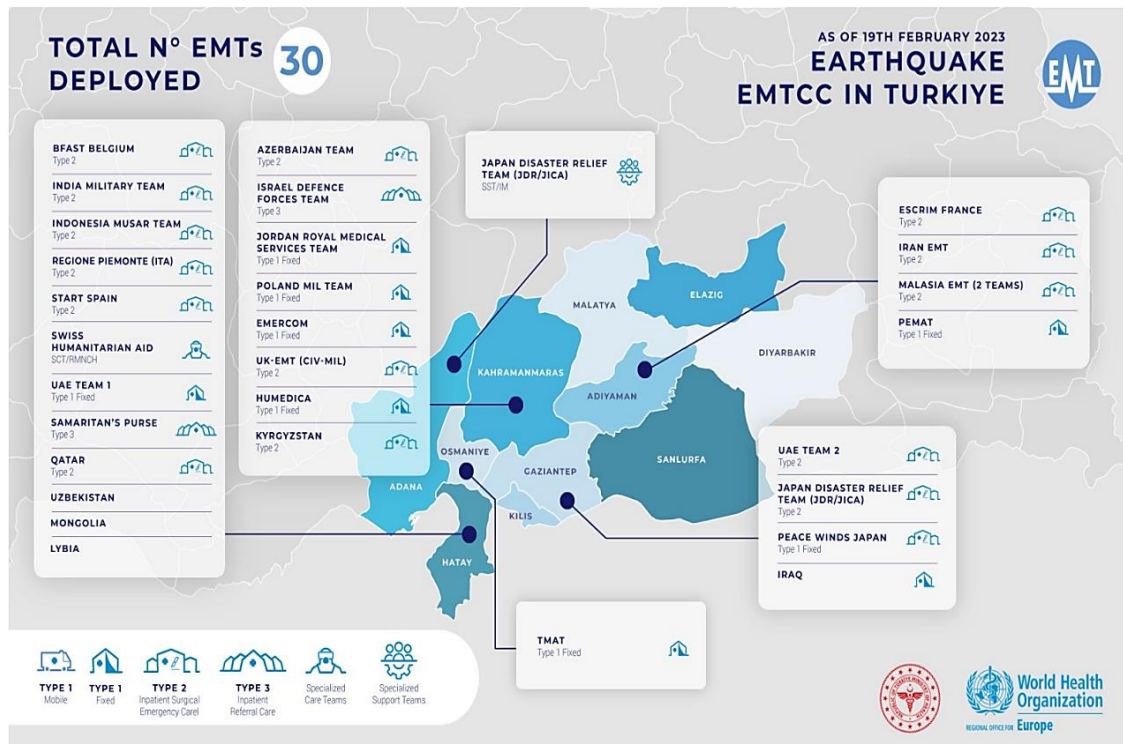 TOTAL N° EMTs
DEPLOYED
30
AS OF 19TH FEBRUARY 2023
EARTHQUAKE
EMTCC IN TURKIYE
EMT
BFAST BELGIUM
Type 2
INDIA MILITARY TEAM
Type 2
INDONESIA MUSAR TEAM
Type 2
REGIONE PIEMONTE (ITA)
Type 2
START SPAIN
Type 2
SWISS
HUMANITARIAN AID
SCT/RMNCH
UAE TEAM 1
Type 1 Fixed
SAMARITAN'S PURSE
Type 3
QATAR
Type 2
UZBEKISTAN
MONGOLIA
LYBIA
AZERBAIJAN TEAM
Type 2
ISRAEL DEFENCE
FORCES TEAM
Type 3
JORDAN ROYAL MEDICAL
SERVICES TEAM
Type 1 Fixed
POLAND MIL TEAM
Type 1 Fixed
EMERCOM
Type 1 Fixed
UK-EMT (CIV-MIL)
Type 2
HUMEDICA
Type 1 Fixed
KYRGYZSTAN
Type 2
JAPAN DISASTER RELIEF
TEAM (JDR/JICA)
SST/IM
ESCRIM FRANCE
Type 2
IRAN EMT
Type 2
MALASIA EMT (2 TEAMS)
Type 2
PEMAT
Type 1 Fixed
MALATYA
ELAZIG
DIYARBAKIR
KAHRAMANMARAS
ADIYAMAN
SANLURFA
OSMANIYE
GAZIANTEP
ADANA
KILIS
HATAY
UAE TEAM 2
Type 2
JAPAN DISASTER RELIEF
TEAM (JDR/JICA)
Type 2
PEACE WINDS JAPAN
Type 1 Fixed
IRAQ
TMAT
Type 1 Fixed
TYPE 1
Mobile
TYPE 1
Fixed
TYPE 2
Inpatient Surgical
Emergency Carel
TYPE 3
Inpatient
Referral Care
Specialized
Care Teams
Specialized
Support Teams
World Health
Organization
REGIONAL OFFICE FOR Europe